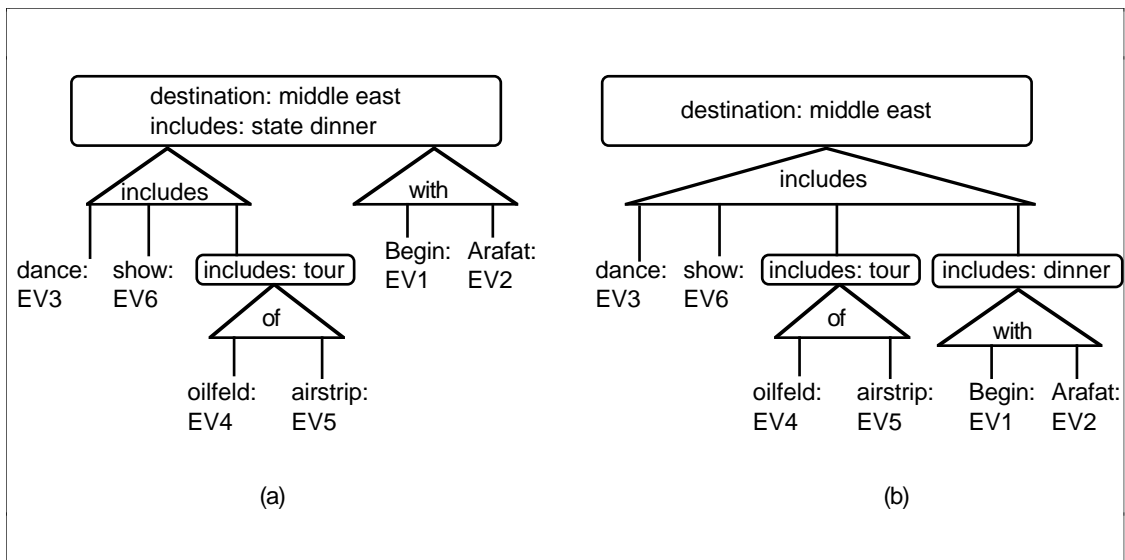 destination: middle east
includes: state dinner
includes
with
dance:
EV3
show:
EV6
includes: tour
Begin:
EV1
Arafat:
EV2
of
oilfeld:
EV4
airstrip:
EV5
(a)
destination: middle east
includes
dance:
EV3
show:
EV6
includes: tour
includes: dinner
of
with
oilfeld:
EV4
airstrip:
EV5
Begin:
EV1
Arafat:
EV2
(b)